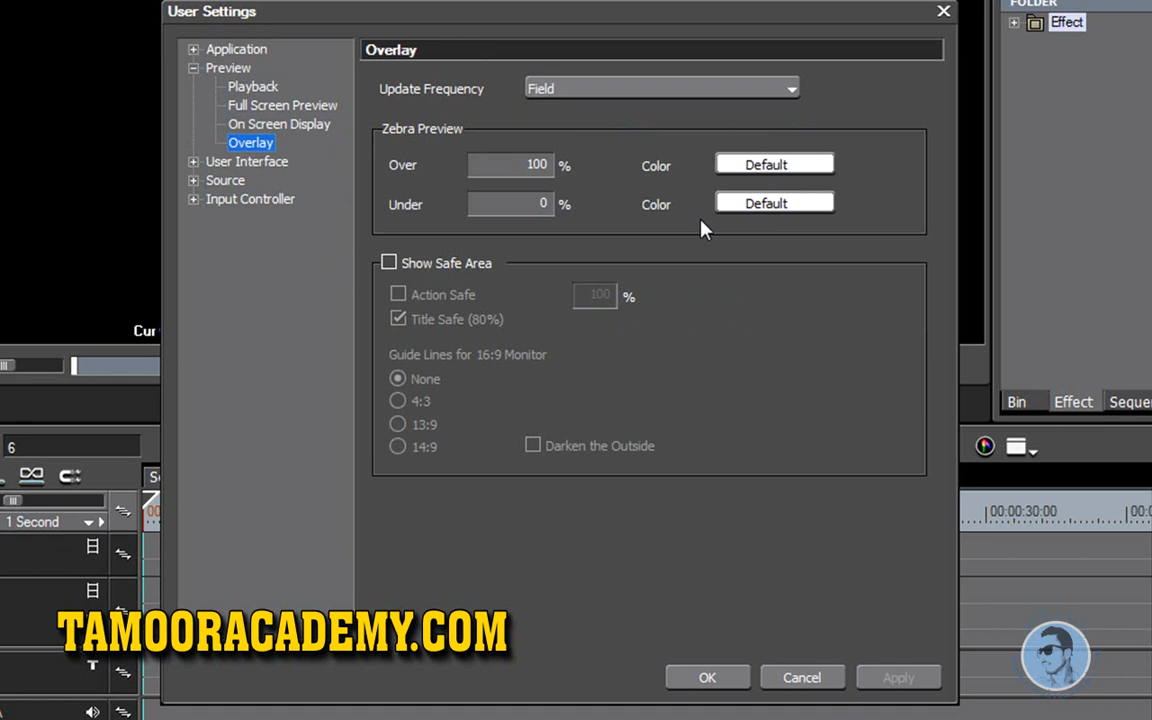 User Settings
FOLDER
Effect
Application
Preview
Playback
Full Screen Preview
On Screen Display
Overlay
User Interface
Source
Input Controller
Overlay
Update Frequency Field
Zebra Preview
Over 100 % Color Default
Under 0 % Color Default
Show Safe Area
Action Safe 100 %
Title Safe (80%)
Guide Lines for 16:9 Monitor
None
4:3
13:9
14:9 Darken the Outside
Cur
Bin Effect Seque
6
1 Second
00:00:30:00
T
TAMOORACADEMY.COM
OK Cancel Apply